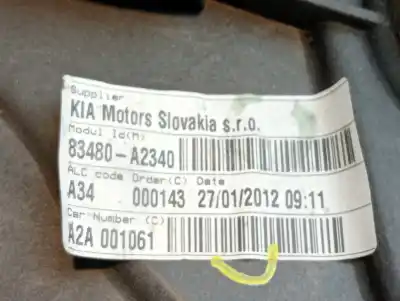 Supplier
KIA Motors Slovakia s.r.o.
Modul Id(M)
83480-A2340
ALC code Order(C) Date
A34 000143 27/01/2012 09:11
Car Number (C)
A2A 001061